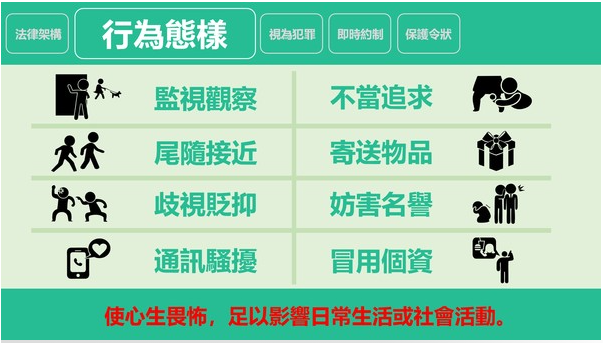 法律架構
行為態樣
視為犯罪
即時約制
保護令狀
監視觀察
不當追求
尾隨接近
寄送物品
歧視貶抑
妨害名譽
通訊騷擾
冒用個資
使心生畏怖，足以影響日常生活或社會活動。